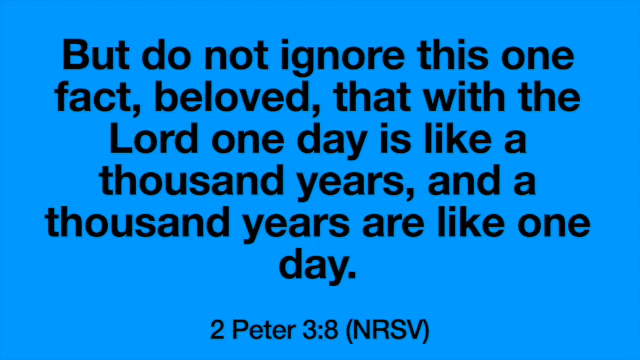 But do not ignore this one
fact, beloved, that with the
Lord one day is like a
thousand years, and a
thousand years are like one
day.
2 Peter 3:8 (NRSV)